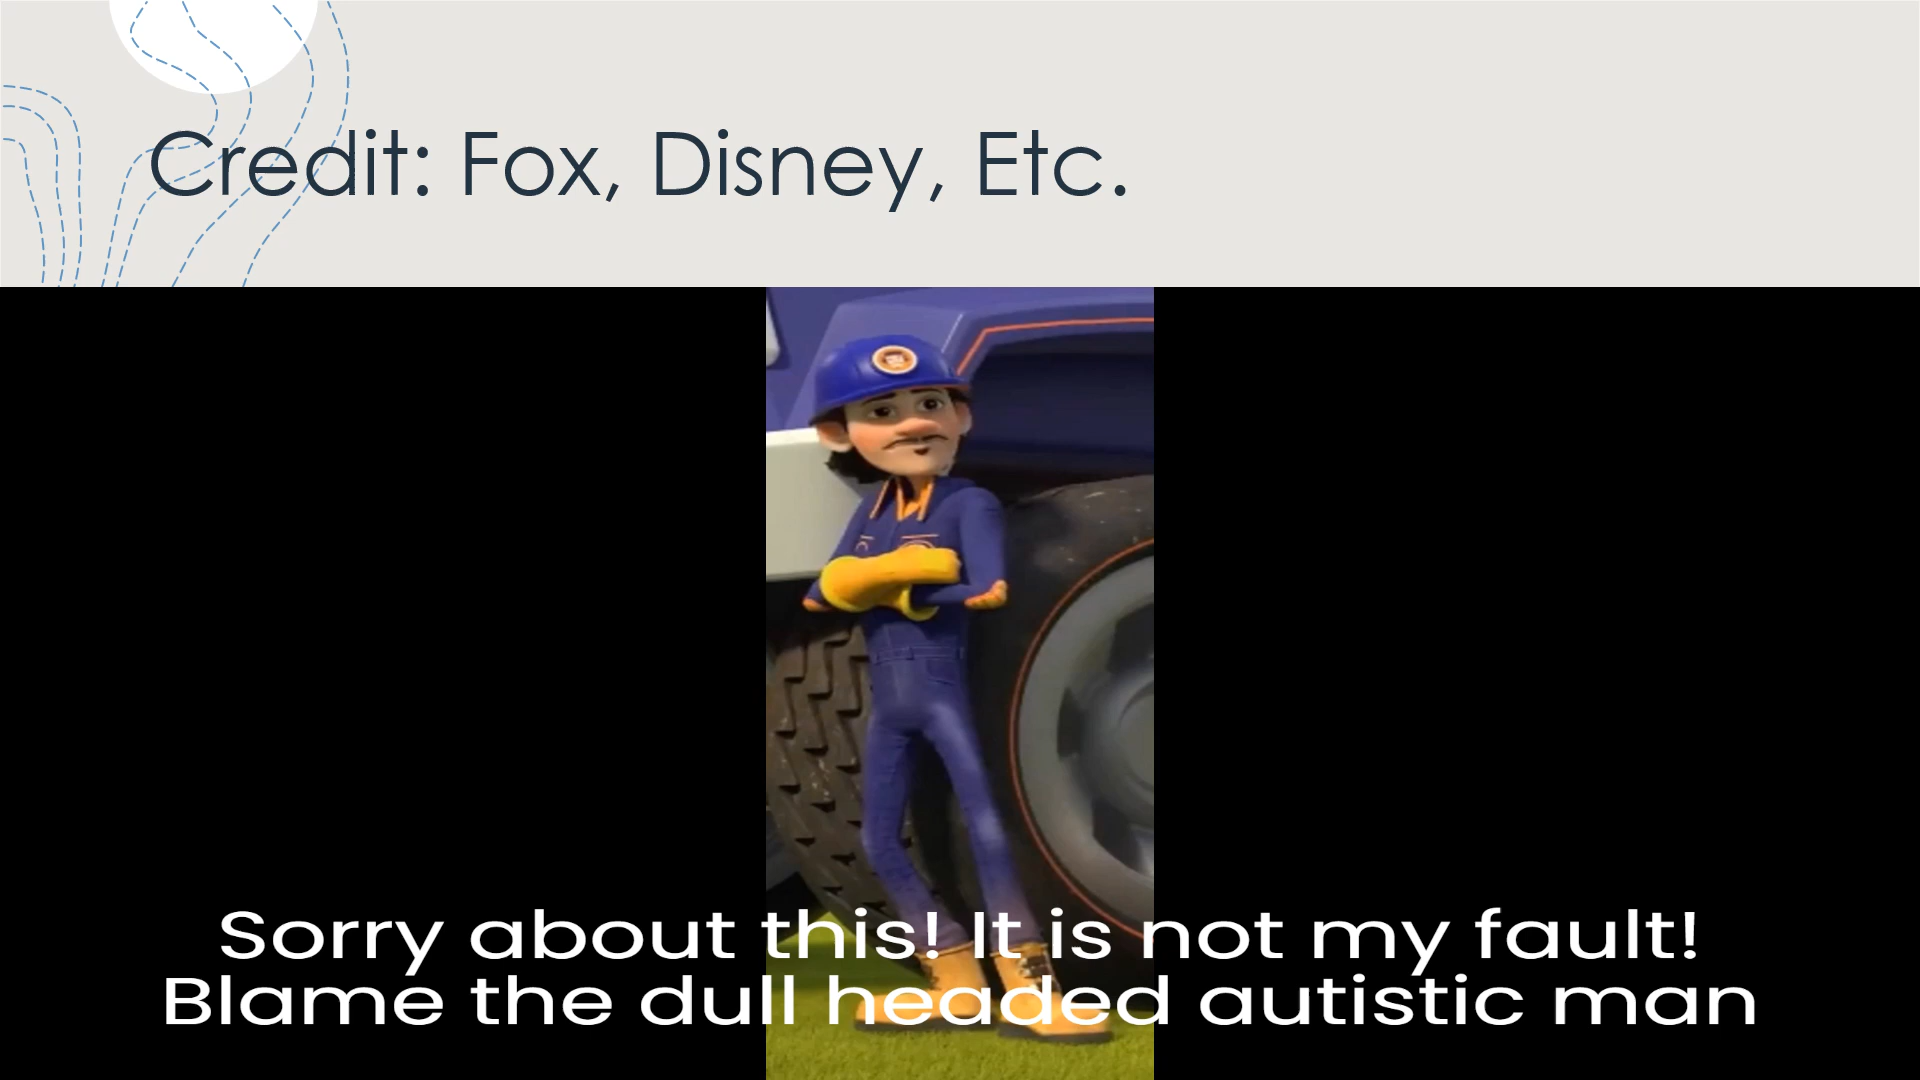 Credit: Fox, Disney, Etc.
Sorry about this! It is not my fault!
Blame the dull headed autistic man